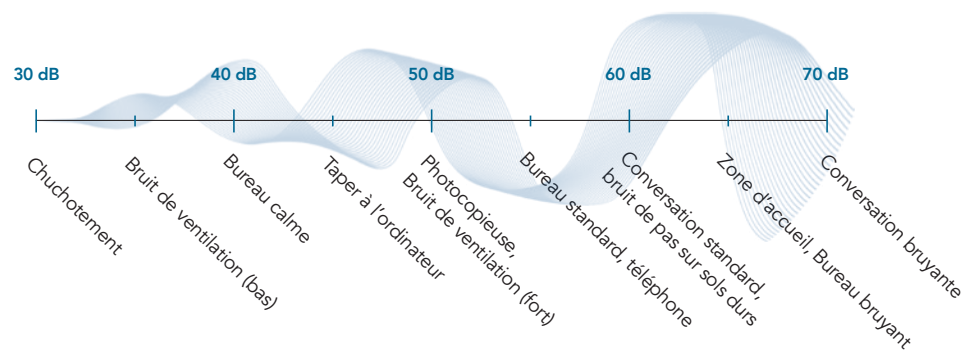 30 dB
40 dB
50 dB
60 dB
70 dB
Chuchotement
Bruit de ventilation (bas)
Bureau calme
Taper à l'ordinateur
Photocopieuse,
Bruit de ventilation (fort)
Bureau standard, téléphone
Conversation standard,
bruit de pas sur sols durs
Zone d'accueil, Bureau bruyant
Conversation bruyante